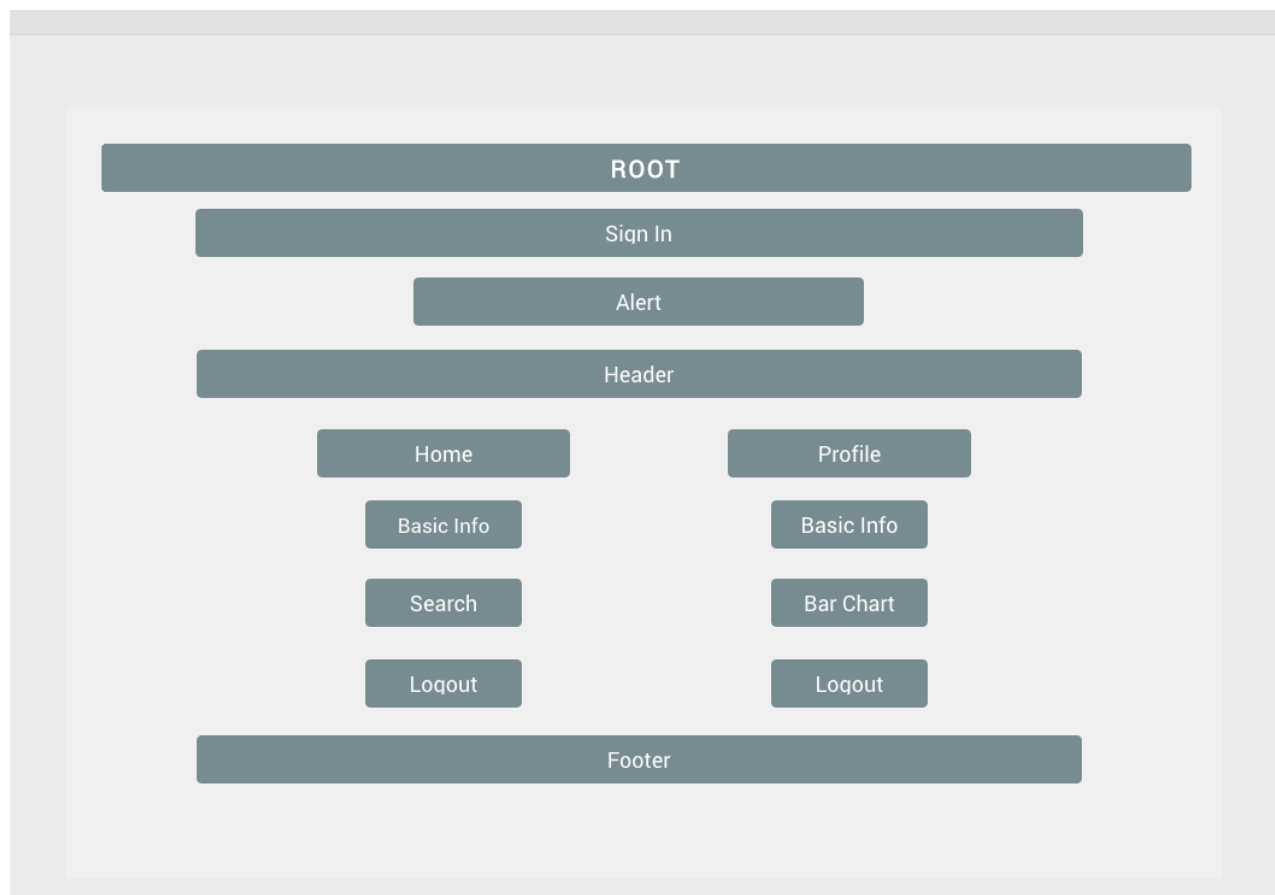 ROOT
Sign In
Alert
Header
Home Profile
Basic Info Basic Info
Search Bar Chart
Logout Logout
Footer